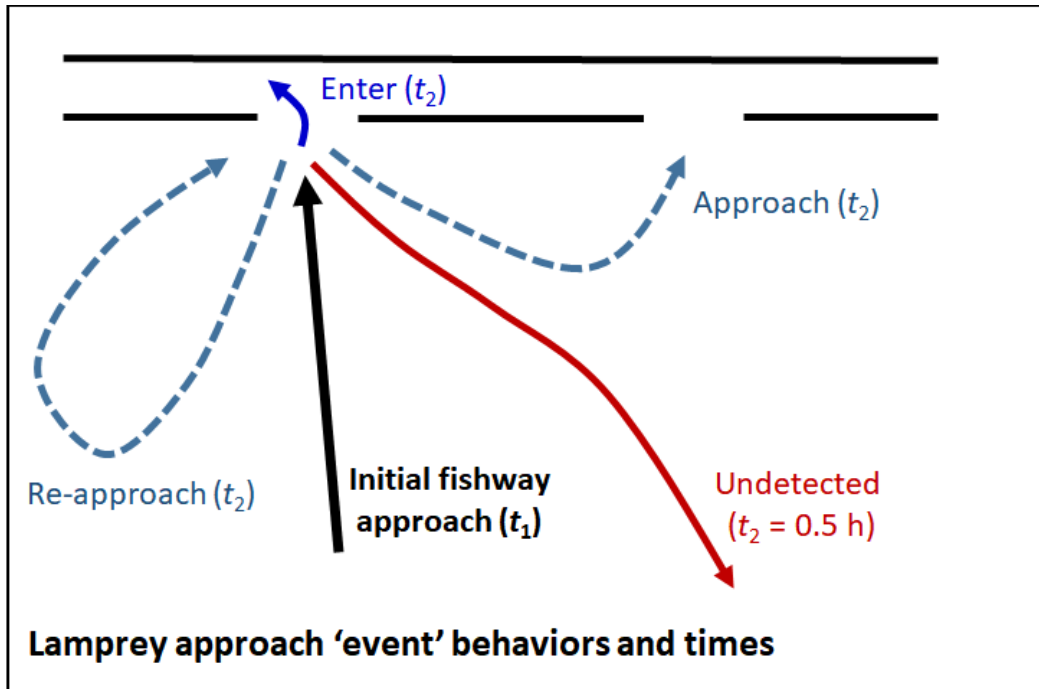 Enter (t₂)
Approach (t₂)
Re-approach (t₂)
Initial fishway
approach (t₁)
Undetected
(t₂ = 0.5 h)
Lamprey approach ‘event’ behaviors and times